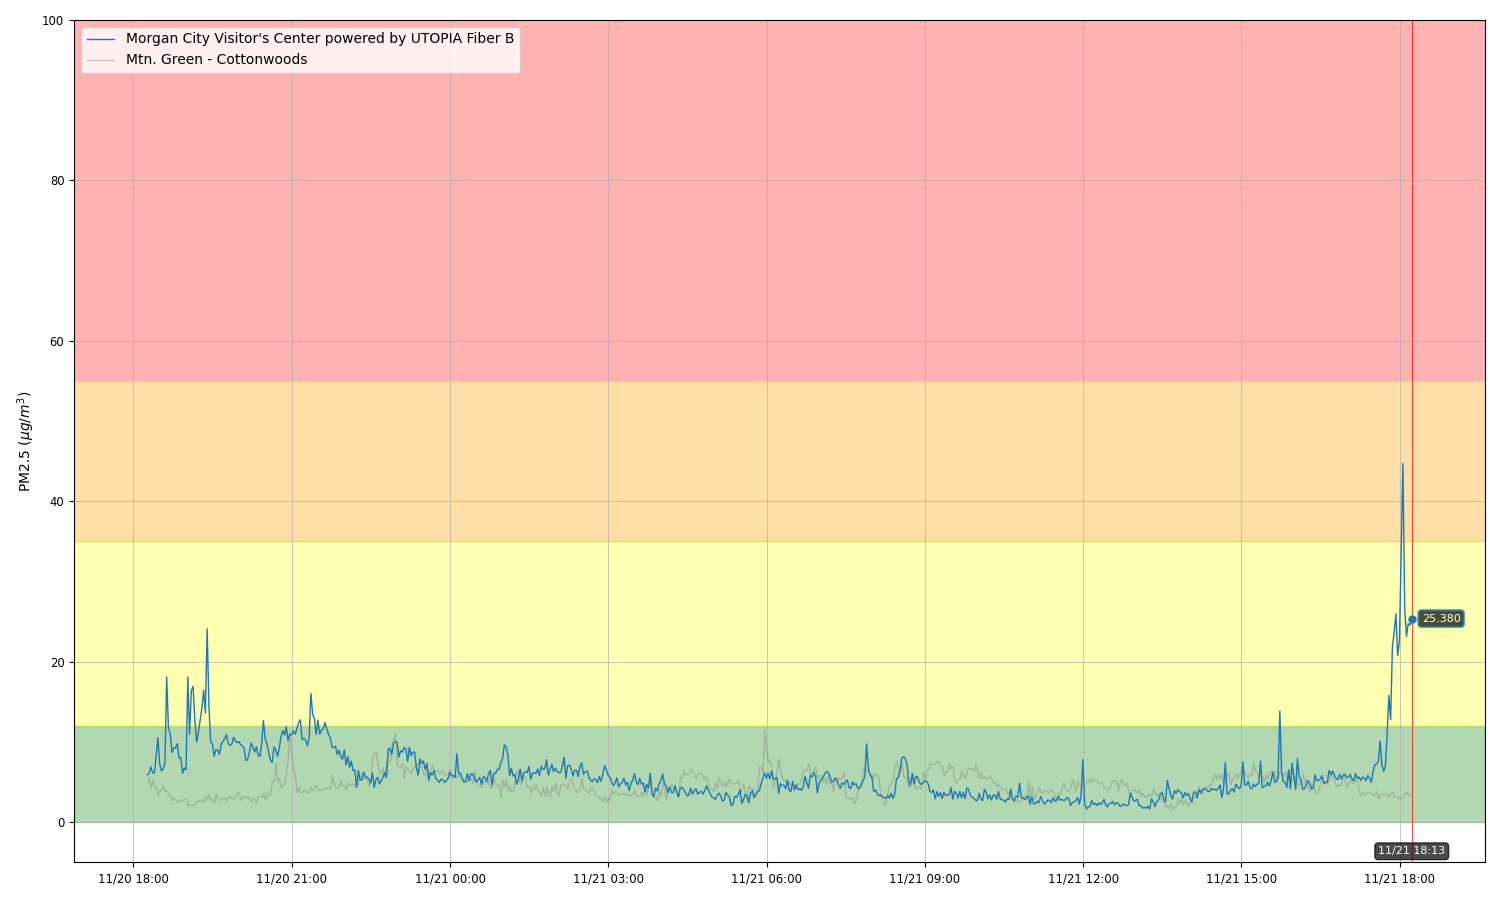 100
Morgan City Visitor's Center powered by UTOPIA Fiber B
Mtn. Green - Cottonwoods
80
60
PM2.5 (μg/m³)
40
25.380
20
0
11/21 18:13
11/20 18:00 11/20 21:00 11/21 00:00 11/21 03:00 11/21 06:00 11/21 09:00 11/21 12:00 11/21 15:00 11/21 18:00